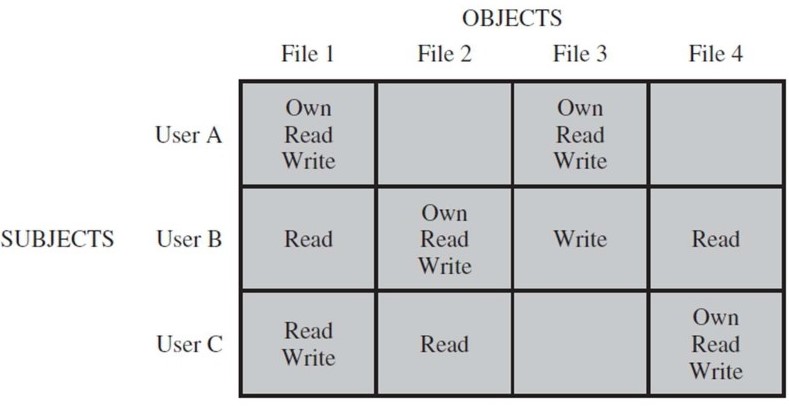 OBJECTS
File 1 File 2 File 3 File 4
User A
Own
Read
Write
Own
Read
Write
SUBJECTS User B
Read
Own
Read
Write
Write
Read
User C
Read
Write
Read
Own
Read
Write